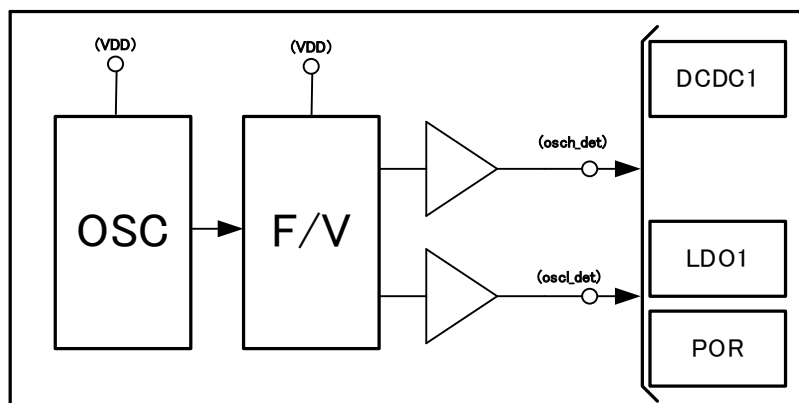 (VDD)
(VDD)
DCDC1
(osch_det)
OSC
F/V
LDO1
(oscl_det)
POR